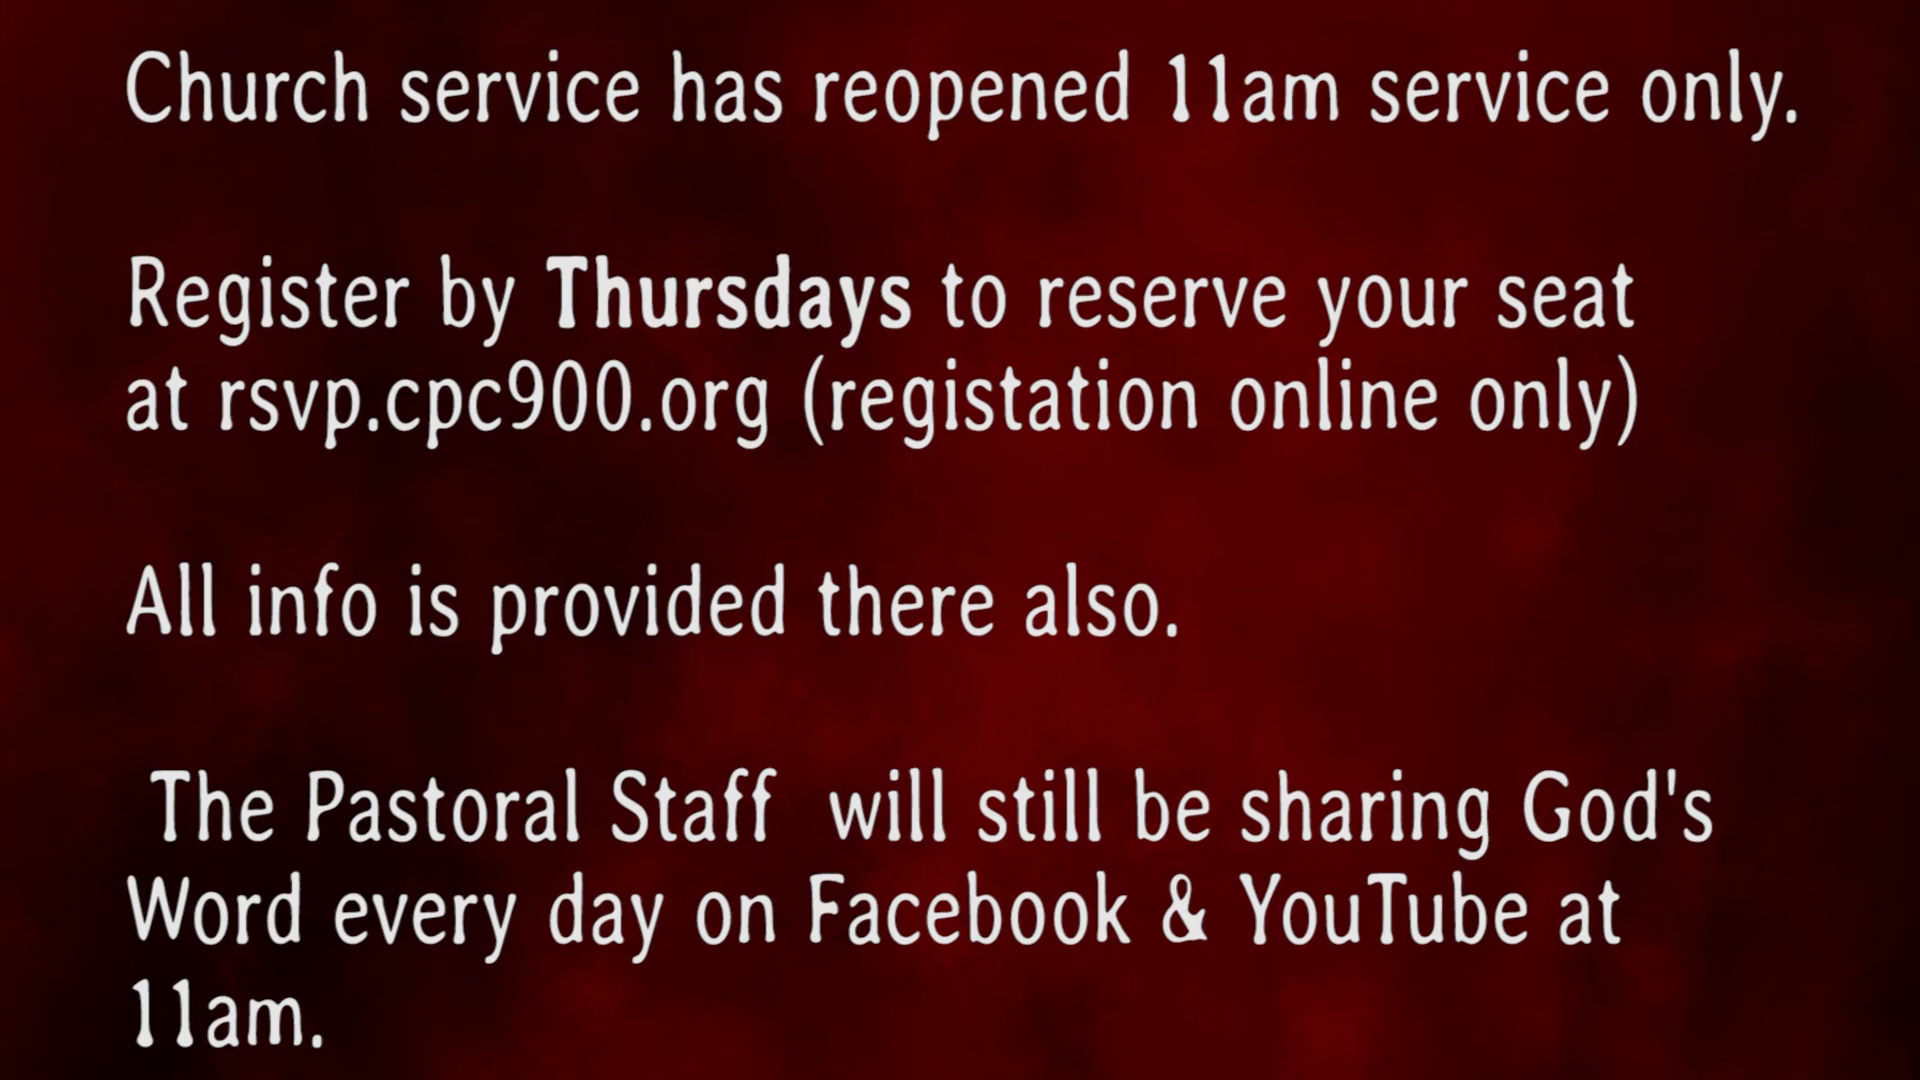 Church service has reopened 11am service only.
Register by Thursdays to reserve your seat
at rsvp.cpc900.org (registation online only)
All info is provided there also.
The Pastoral Staff  will still be sharing God's
Word every day on Facebook & YouTube at
11am.